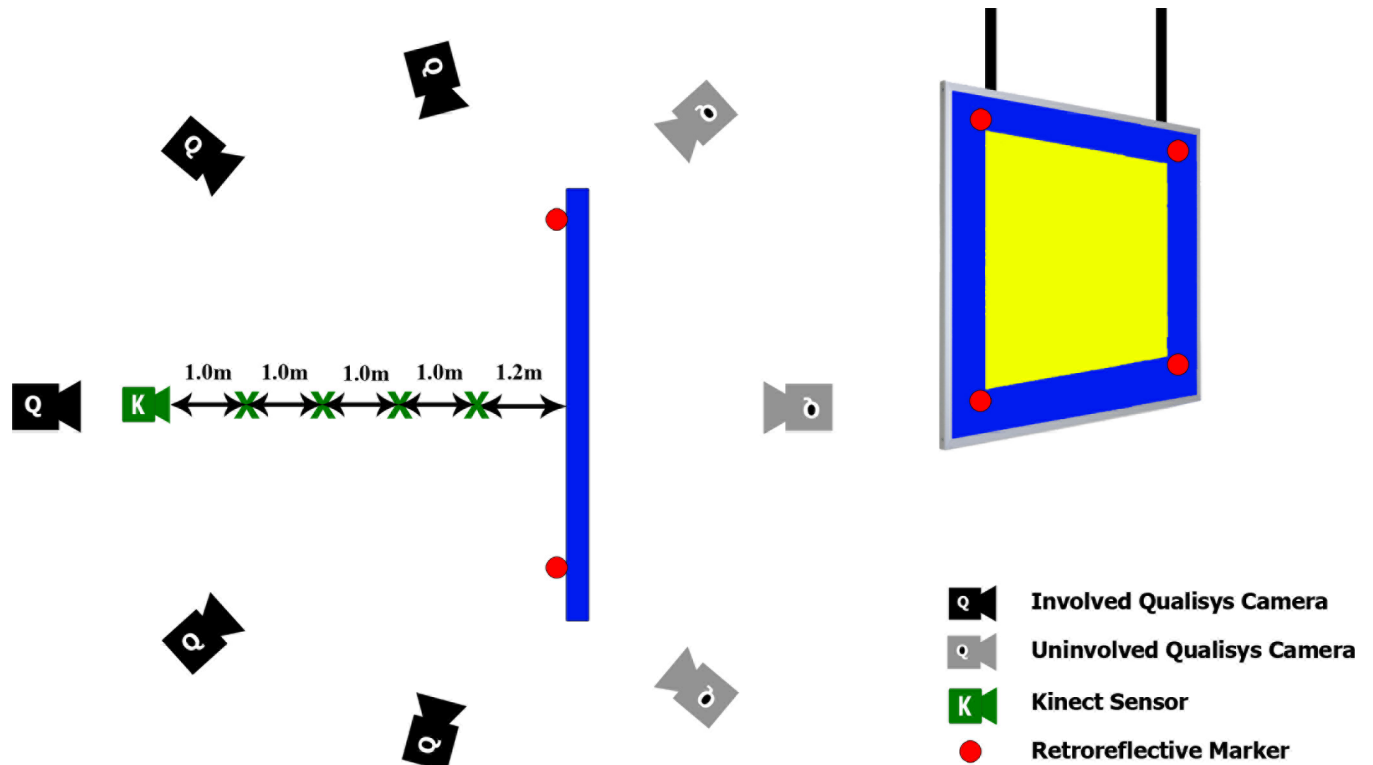 Q
Q
Q
1.0m 1.0m 1.0m 1.0m 1.2m
Q K X X X X Q
Q
Q
Q
Q Involved Qualisys Camera
Q Uninvolved Qualisys Camera
K Kinect Sensor
Retroreflective Marker